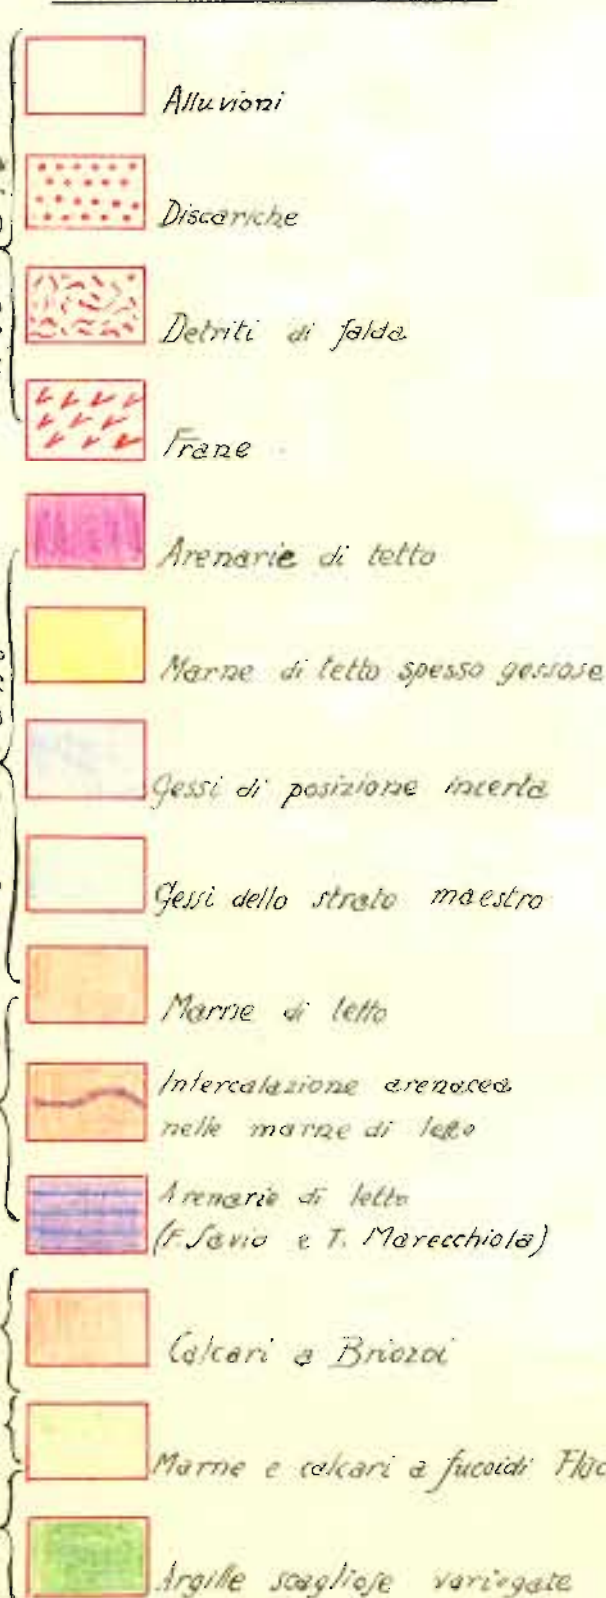 Alluvioni
Discariche
Detriti di falda
Frane
Arenarie di tetto
Marne di tetto spesso gessose
Gessi di posizione incerta
Gessi dello strato maestro
Marne di letto
Intercalazione arenacea
nelle marne di letto
Arenarie di letto
(F. Savio e T. Marecchiola)
Calcari a Briozoi
Marne e calcari a fucoidi
Argille scagliose variegate